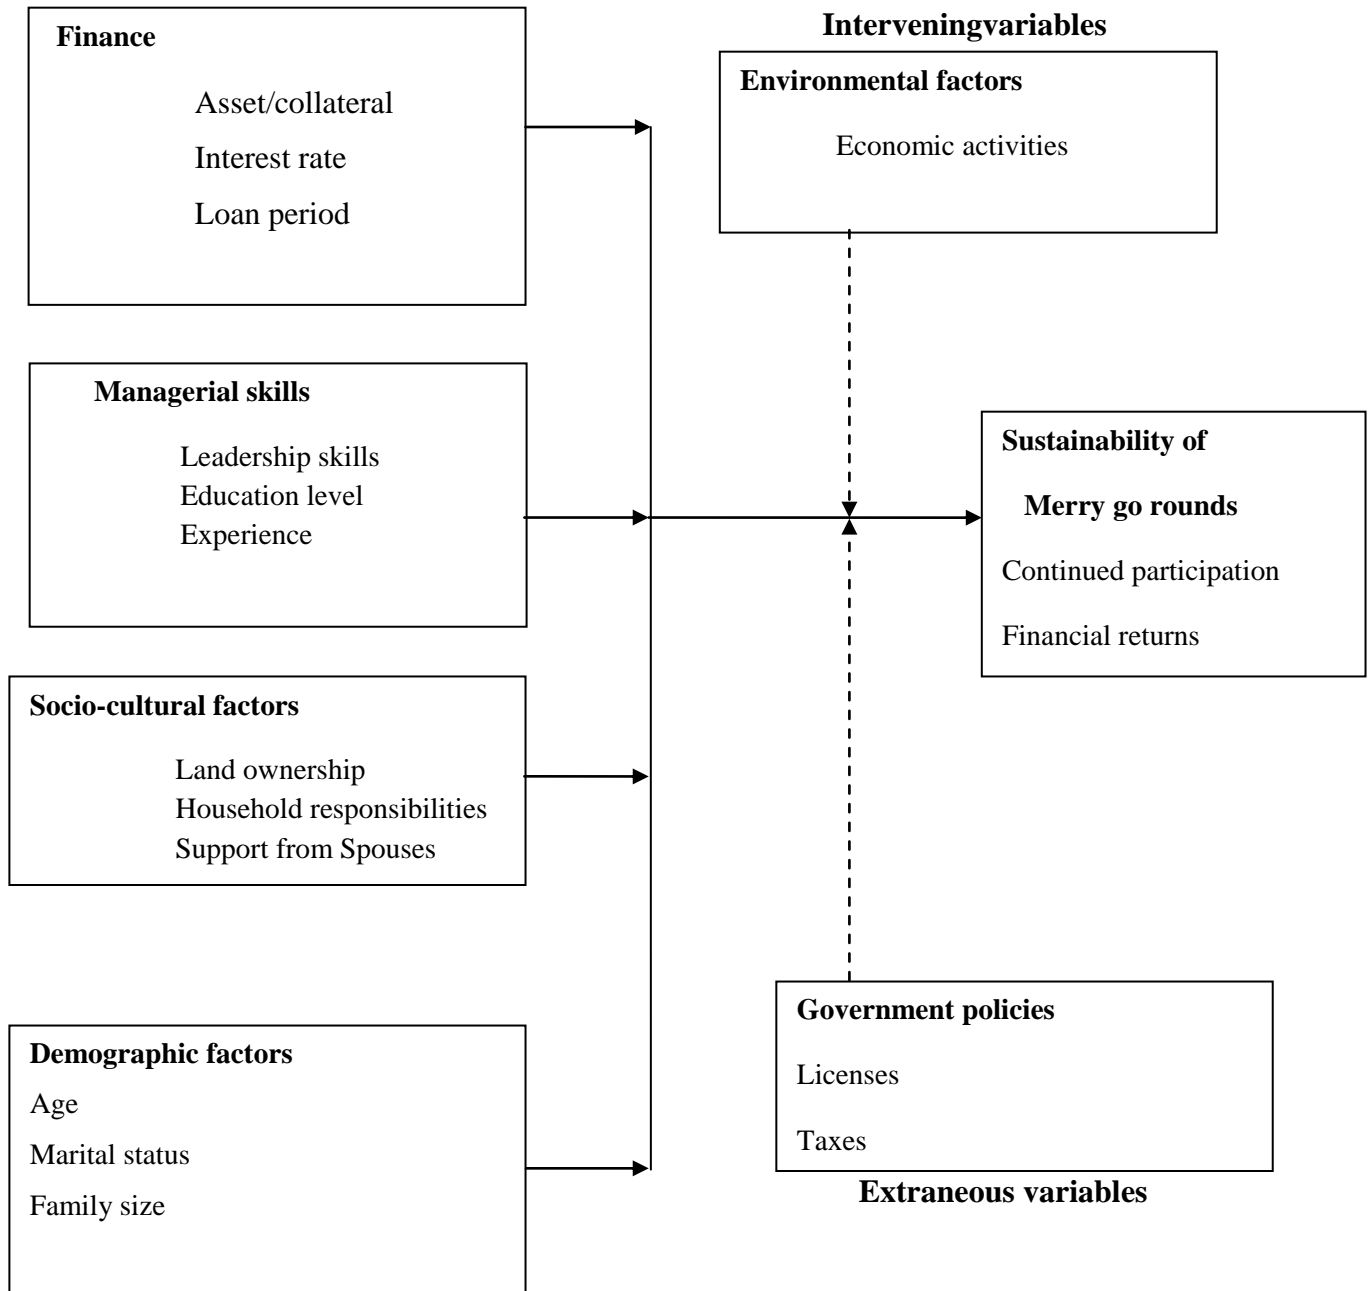 Finance
Asset/collateral
Interest rate
Loan period
Managerial skills
Leadership skills
Education level
Experience
Socio-cultural factors
Land ownership
Household responsibilities
Support from Spouses
Demographic factors
Age
Marital status
Family size
Interveningvariables
Environmental factors
Economic activities
Sustainability of
Merry go rounds
Continued participation
Financial returns
Government policies
Licenses
Taxes
Extraneous variables